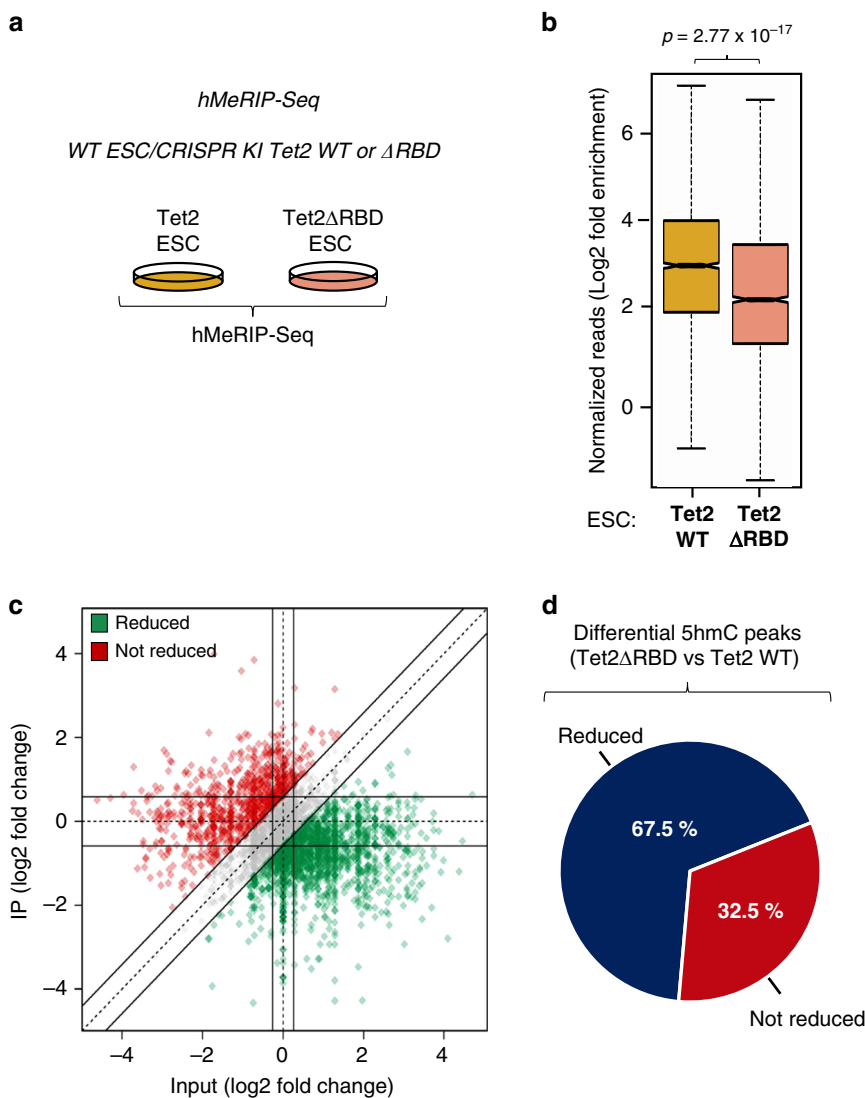 a
hMeRIP-Seq
WT ESC/CRISPR KI Tet2 WT or ΔRBD
Tet2
ESC
Tet2ΔRBD
ESC
hMeRIP-Seq
b
p = 2.77 x 10⁻¹⁷
Normalized reads (Log2 fold enrichment)
6
4
2
0
ESC:
Tet2
WT
Tet2
ΔRBD
c
Reduced
Not reduced
IP (log2 fold change)
4
2
0
−2
−4
−4
−2
0
2
4
Input (log2 fold change)
d
Differential 5hmC peaks
(Tet2ΔRBD vs Tet2 WT)
Reduced
67.5 %
32.5 %
Not reduced